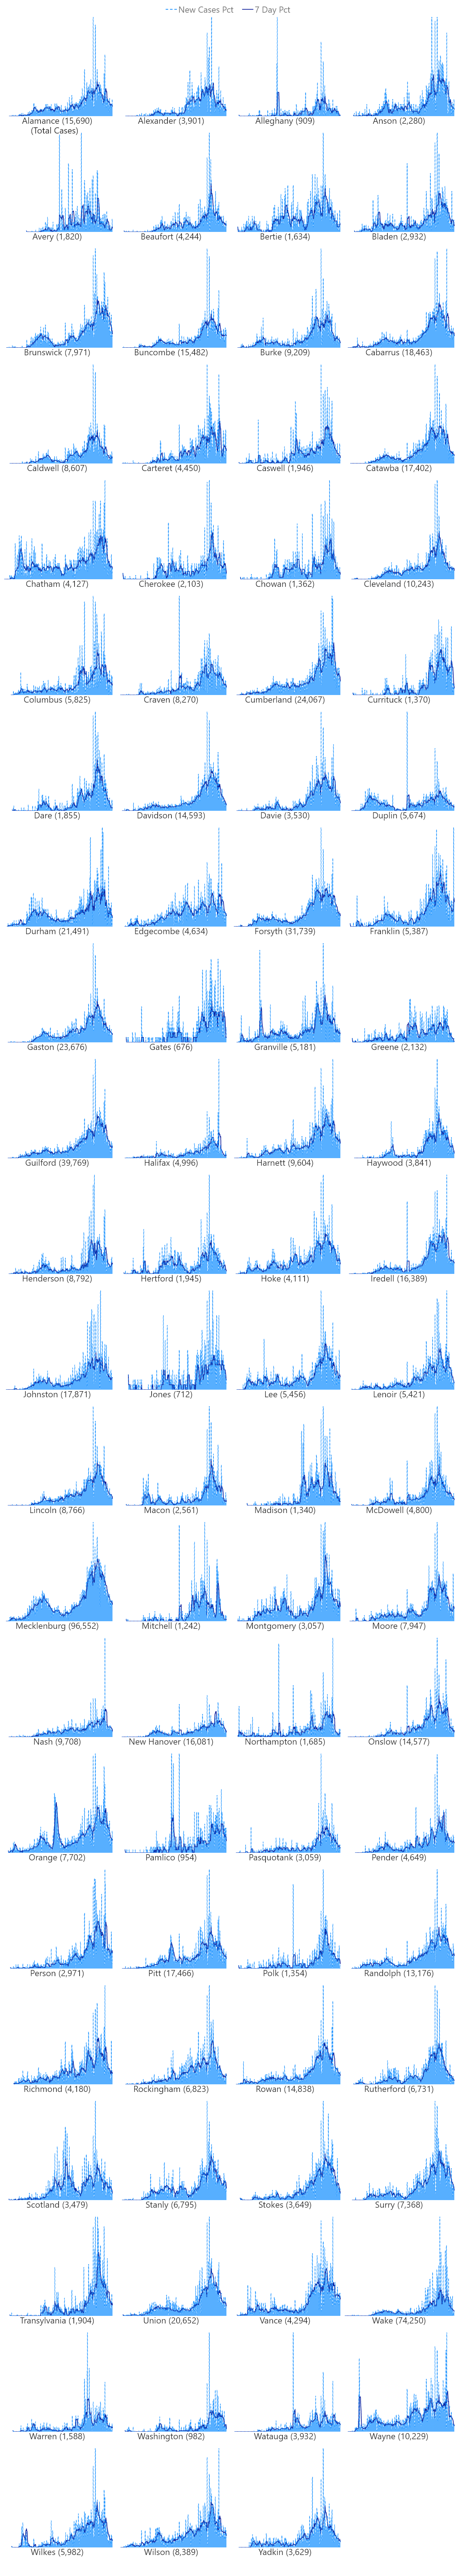 New Cases Pct 7 Day Pct
Alamance (15,690) Alexander (3,901) Alleghany (909) Anson (2,280)
(Total Cases)
Avery (1,820) Beaufort (4,244) Bertie (1,634) Bladen (2,932)
Brunswick (7,971) Buncombe (15,482) Burke (9,209) Cabarrus (18,463)
Caldwell (8,607) Carteret (4,450) Caswell (1,946) Catawba (17,402)
Chatham (4,127) Cherokee (2,103) Chowan (1,362) Cleveland (10,243)
Columbus (5,825) Craven (8,270) Cumberland (24,067) Currituck (1,370)
Dare (1,855) Davidson (14,593) Davie (3,530) Duplin (5,674)
Durham (21,491) Edgecombe (4,634) Forsyth (31,739) Franklin (5,387)
Gaston (23,676) Gates (676) Granville (5,181) Greene (2,132)
Guilford (39,769) Halifax (4,996) Harnett (9,604) Haywood (3,841)
Henderson (8,792) Hertford (1,945) Hoke (4,111) Iredell (16,389)
Johnston (17,871) Jones (712) Lee (5,456) Lenoir (5,421)
Lincoln (8,766) Macon (2,561) Madison (1,340) McDowell (4,800)
Mecklenburg (96,552) Mitchell (1,242) Montgomery (3,057) Moore (7,947)
Nash (9,708) New Hanover (16,081) Northampton (1,685) Onslow (14,577)
Orange (7,702) Pamlico (954) Pasquotank (3,059) Pender (4,649)
Person (2,971) Pitt (17,466) Polk (1,354) Randolph (13,176)
Richmond (4,180) Rockingham (6,823) Rowan (14,838) Rutherford (6,731)
Scotland (3,479) Stanly (6,795) Stokes (3,649) Surry (7,368)
Transylvania (1,904) Union (20,652) Vance (4,294) Wake (74,250)
Warren (1,588) Washington (982) Watauga (3,932) Wayne (10,229)
Wilkes (5,982) Wilson (8,389) Yadkin (3,629)